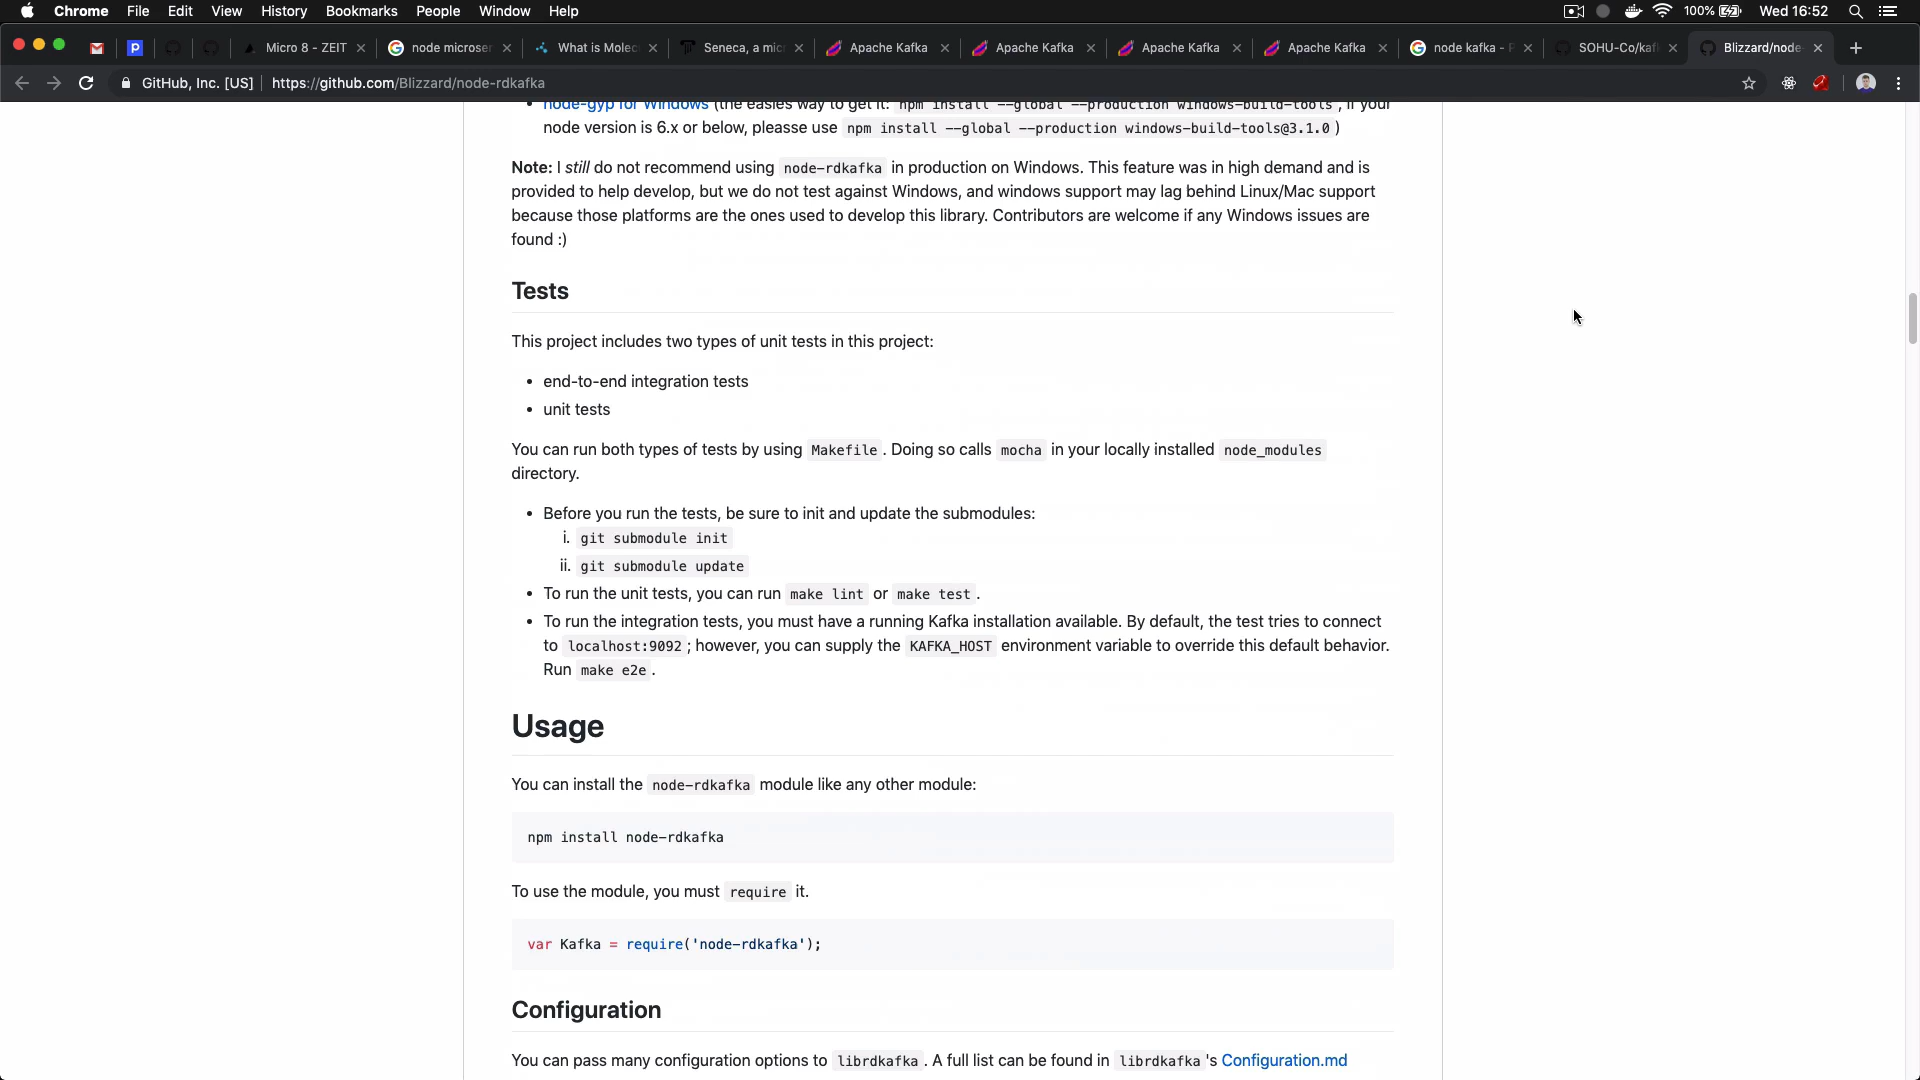 Chrome File Edit View History Bookmarks People Window Help 100% Wed 16:52
Micro 8 - ZEIT node microser What is Molec Seneca, a mic Apache Kafka Apache Kafka Apache Kafka Apache Kafka node kafka - P SOHU-Co/kaf Blizzard/node-
GitHub, Inc. [US] https://github.com/Blizzard/node-rdkafka
node-gyp for Windows (the easies way to get it: npm install --global --production windows-build-tools , if your
node version is 6.x or below, pleasse use npm install --global --production windows-build-tools@3.1.0 )
Note: I still do not recommend using node-rdkafka in production on Windows. This feature was in high demand and is
provided to help develop, but we do not test against Windows, and windows support may lag behind Linux/Mac support
because those platforms are the ones used to develop this library. Contributors are welcome if any Windows issues are
found :)
Tests
This project includes two types of unit tests in this project:
• end-to-end integration tests
• unit tests
You can run both types of tests by using Makefile . Doing so calls mocha in your locally installed node_modules
directory.
• Before you run the tests, be sure to init and update the submodules:
i. git submodule init
ii. git submodule update
• To run the unit tests, you can run make lint or make test .
• To run the integration tests, you must have a running Kafka installation available. By default, the test tries to connect
to localhost:9092 ; however, you can supply the KAFKA_HOST environment variable to override this default behavior.
Run make e2e .
Usage
You can install the node-rdkafka module like any other module:
npm install node-rdkafka
To use the module, you must require it.
var Kafka = require('node-rdkafka');
Configuration
You can pass many configuration options to librdkafka . A full list can be found in librdkafka 's Configuration.md